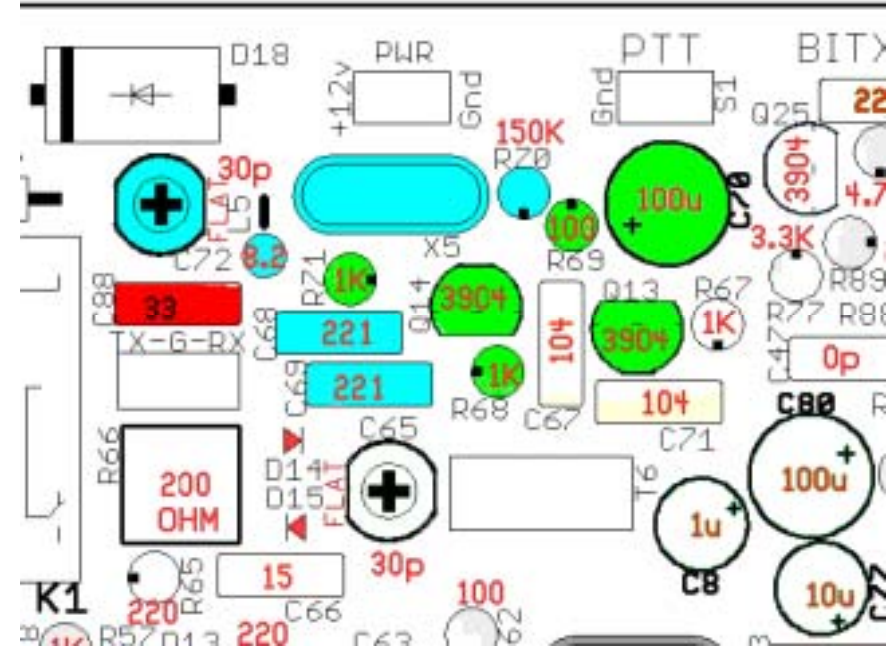 D18
PWR
PTT
BITX
+12v
Gnd
Gnd
S1
Q25
22
3904
150K
R70
30p
FLAT
L5
C72
8.2
100u
C70
100
R69
4.7
3.3K
X5
R71
1K
Q14
3904
Q13
3904
R67
1K
R77
R89
R88
C88
33
TX-G-RX
C68
221
C69
221
104
C67
1K
R68
104
C71
C47
0p
C80
100u
R66
200
OHM
C65
D14
D15
FLAT
30p
T6
1u
C8
10u
C77
R65
220
15
C66
K1
100
62
1K
R57
D13
220
C63